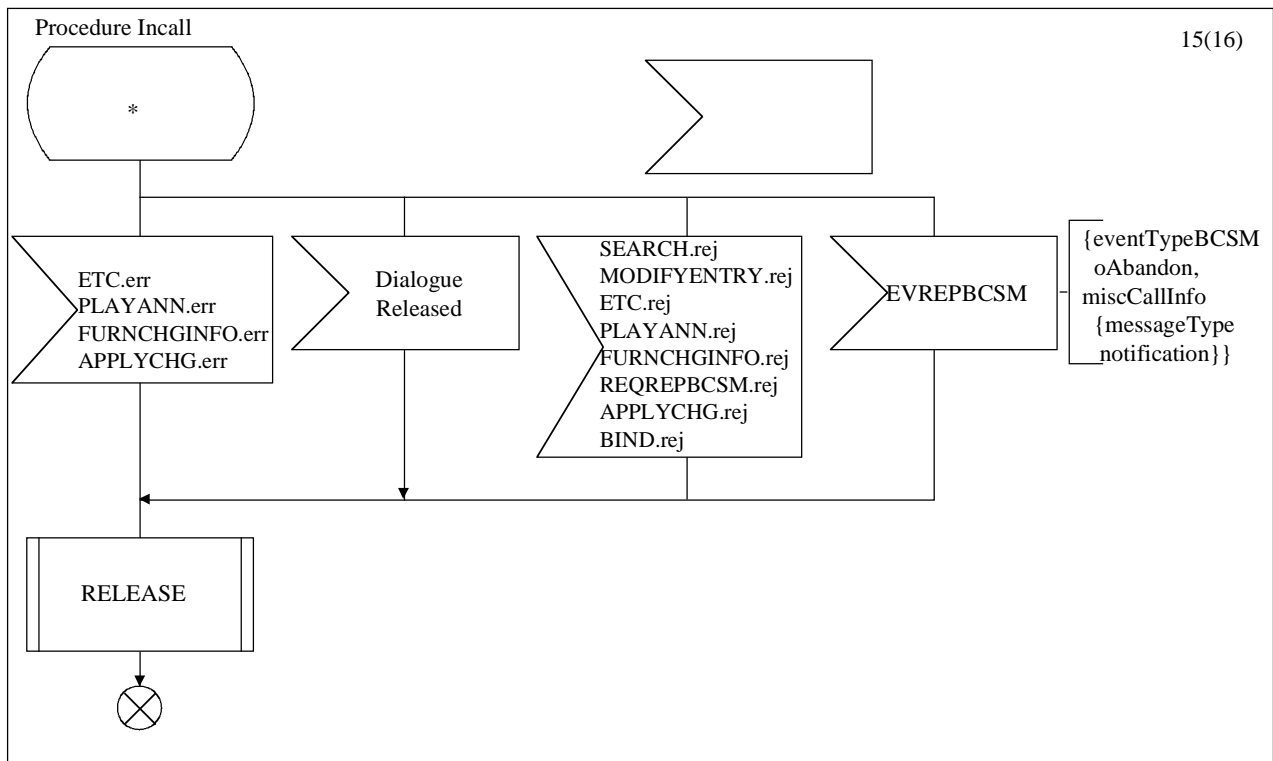 Procedure Incall
15(16)
*
ETC.err
PLAYANN.err
FURNCHGINFO.err
APPLYCHG.err
Dialogue
Released
SEARCH.rej
MODIFYENTRY.rej
ETC.rej
PLAYANN.rej
FURNCHGINFO.rej
REQREPBCSM.rej
APPLYCHG.rej
BIND.rej
EVREPBCSM
{eventTypeBCSM
oAbandon,
miscCallInfo
{messageType
notification}}
RELEASE